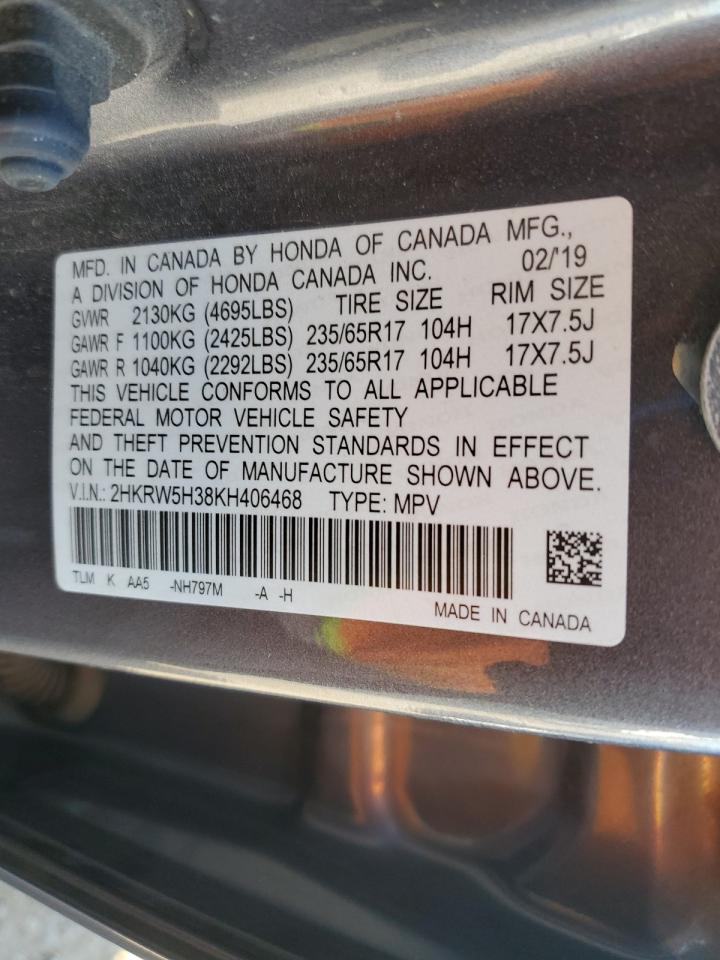 MFD. IN CANADA BY HONDA OF CANADA MFG.,
A DIVISION OF HONDA CANADA INC. 02/'19
GVWR 2130KG (4695LBS) TIRE SIZE RIM SIZE
GAWR F 1100KG (2425LBS) 235/65R17 104H 17X7.5J
GAWR R 1040KG (2292LBS) 235/65R17 104H 17X7.5J
THIS VEHICLE CONFORMS TO ALL APPLICABLE
FEDERAL MOTOR VEHICLE SAFETY
AND THEFT PREVENTION STANDARDS IN EFFECT
ON THE DATE OF MANUFACTURE SHOWN ABOVE.
V.I.N.: 2HKRW5H38KH406468 TYPE: MPV
TLM K AA5 -NH797M -A -H
MADE IN CANADA